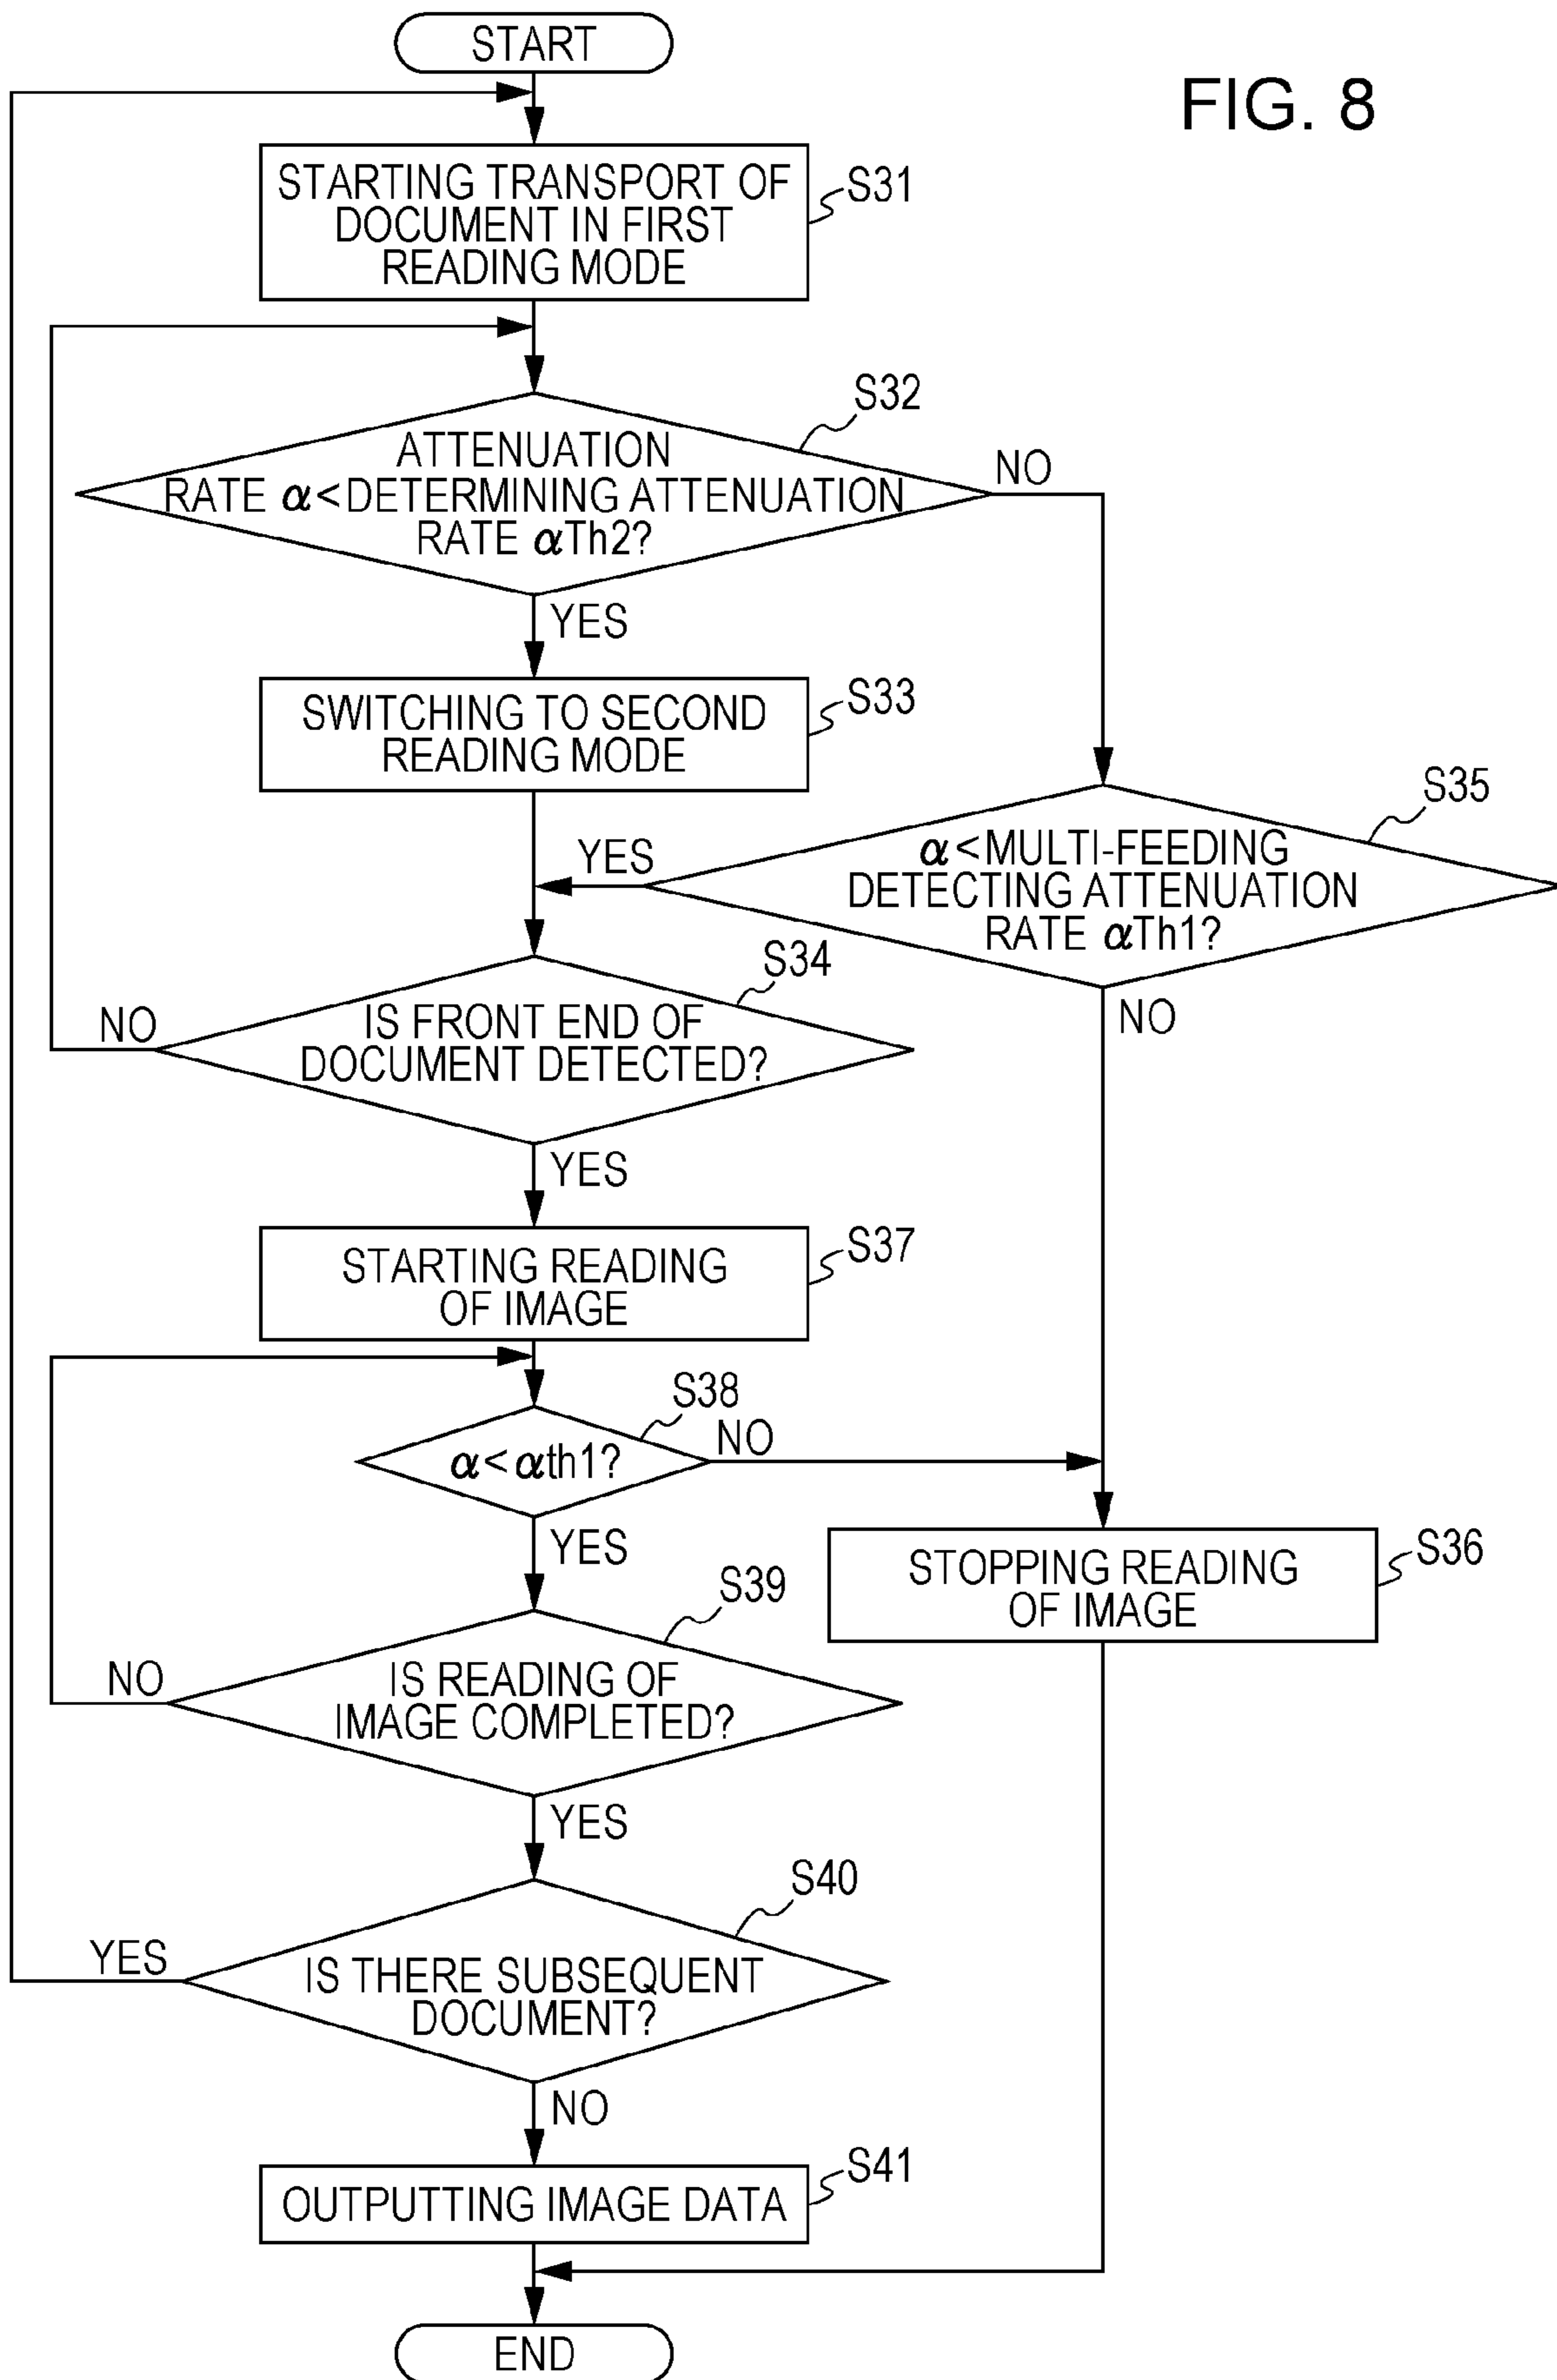 START
FIG. 8
STARTING TRANSPORT OF
DOCUMENT IN FIRST
READING MODE
S31
S32
ATTENUATION
RATE α<DETERMINING ATTENUATION
RATE αTh2?
NO
YES
SWITCHING TO SECOND
READING MODE
S33
S35
α<MULTI-FEEDING
DETECTING ATTENUATION
RATE αTh1?
YES
NO
S34
IS FRONT END OF
DOCUMENT DETECTED?
NO
YES
STARTING READING
OF IMAGE
S37
S38
α<αth1?
NO
YES
STOPPING READING
OF IMAGE
S36
S39
IS READING OF
IMAGE COMPLETED?
NO
YES
S40
IS THERE SUBSEQUENT
DOCUMENT?
YES
NO
OUTPUTTING IMAGE DATA
S41
END